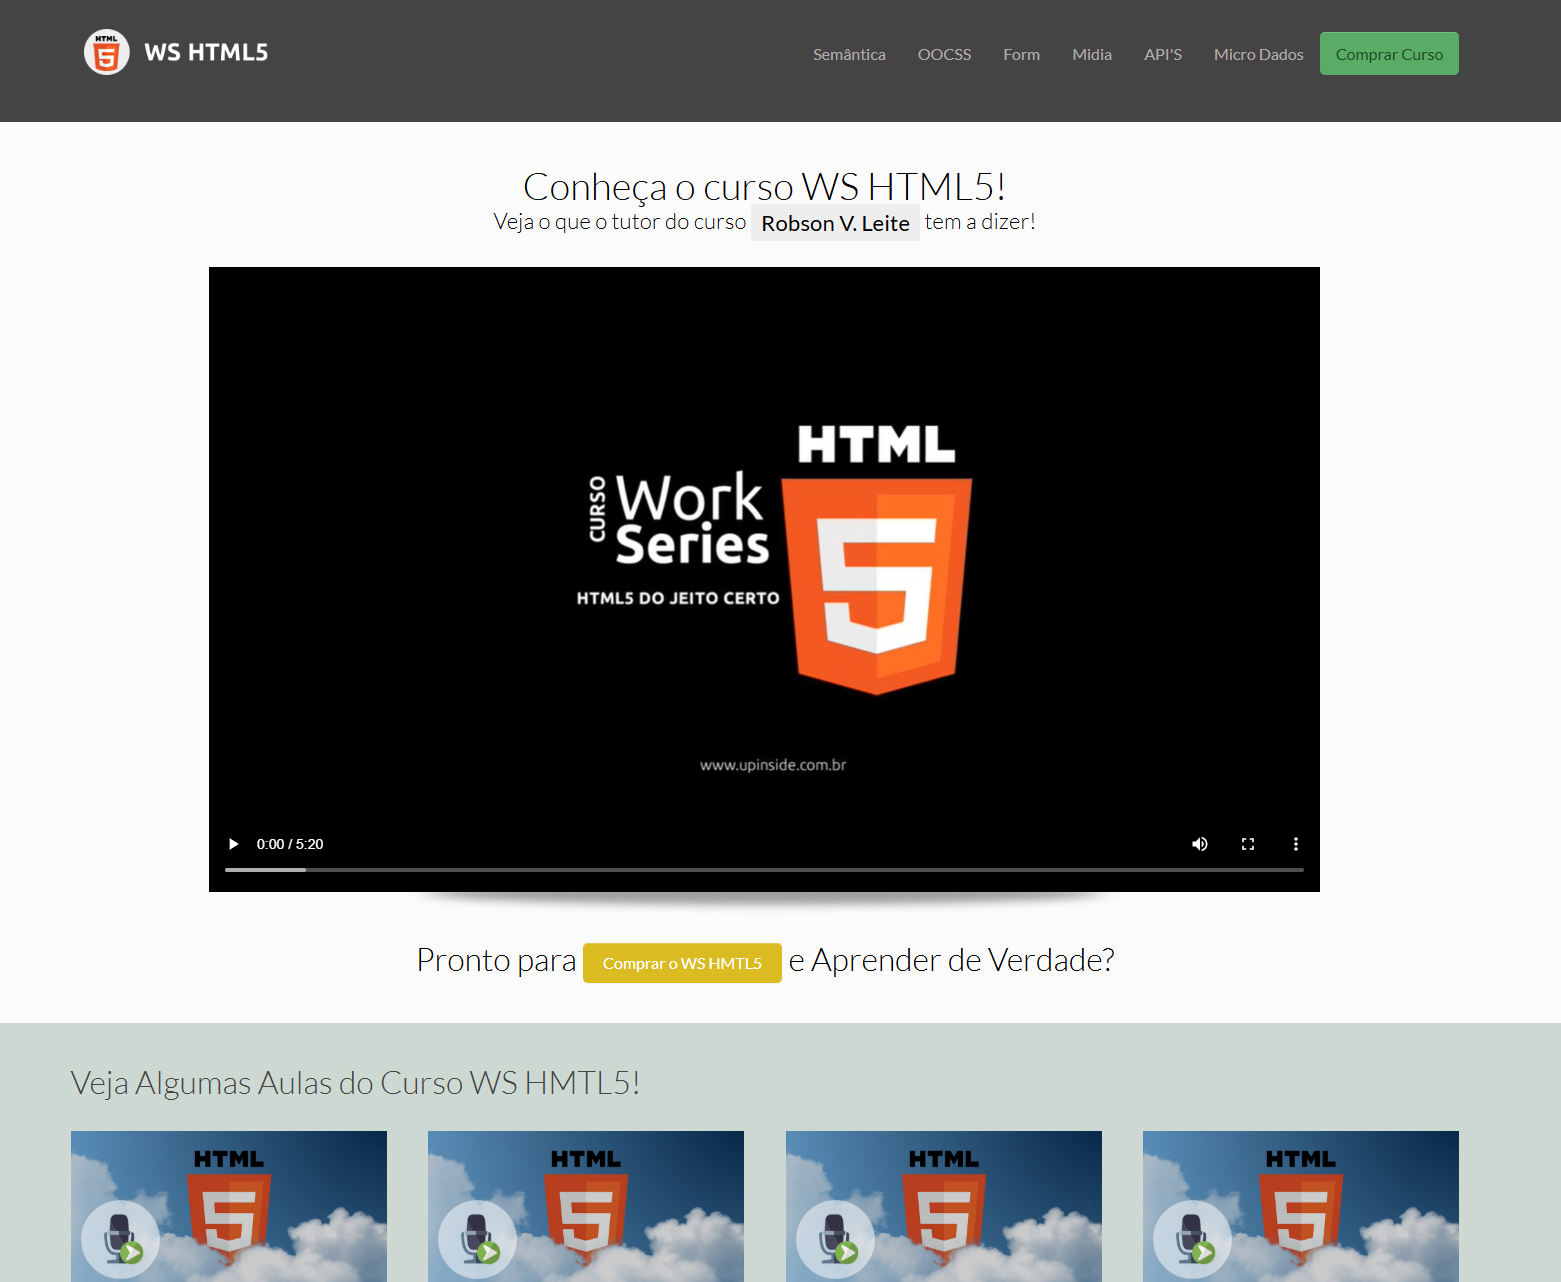 HTML
5
WS HTML5
Semântica
OOCSS
Form
Midia
API'S
Micro Dados
Comprar Curso
Conheça o curso WS HTML5!
Veja o que o tutor do curso Robson V. Leite tem a dizer!
HTML
5
CURSO
Work
Series
HTML5 DO JEITO CERTO
www.upinside.com.br
0:00 / 5:20
Pronto para Comprar o WS HMTL5 e Aprender de Verdade?
Veja Algumas Aulas do Curso WS HMTL5!
HTML
5
HTML
5
HTML
5
HTML
5